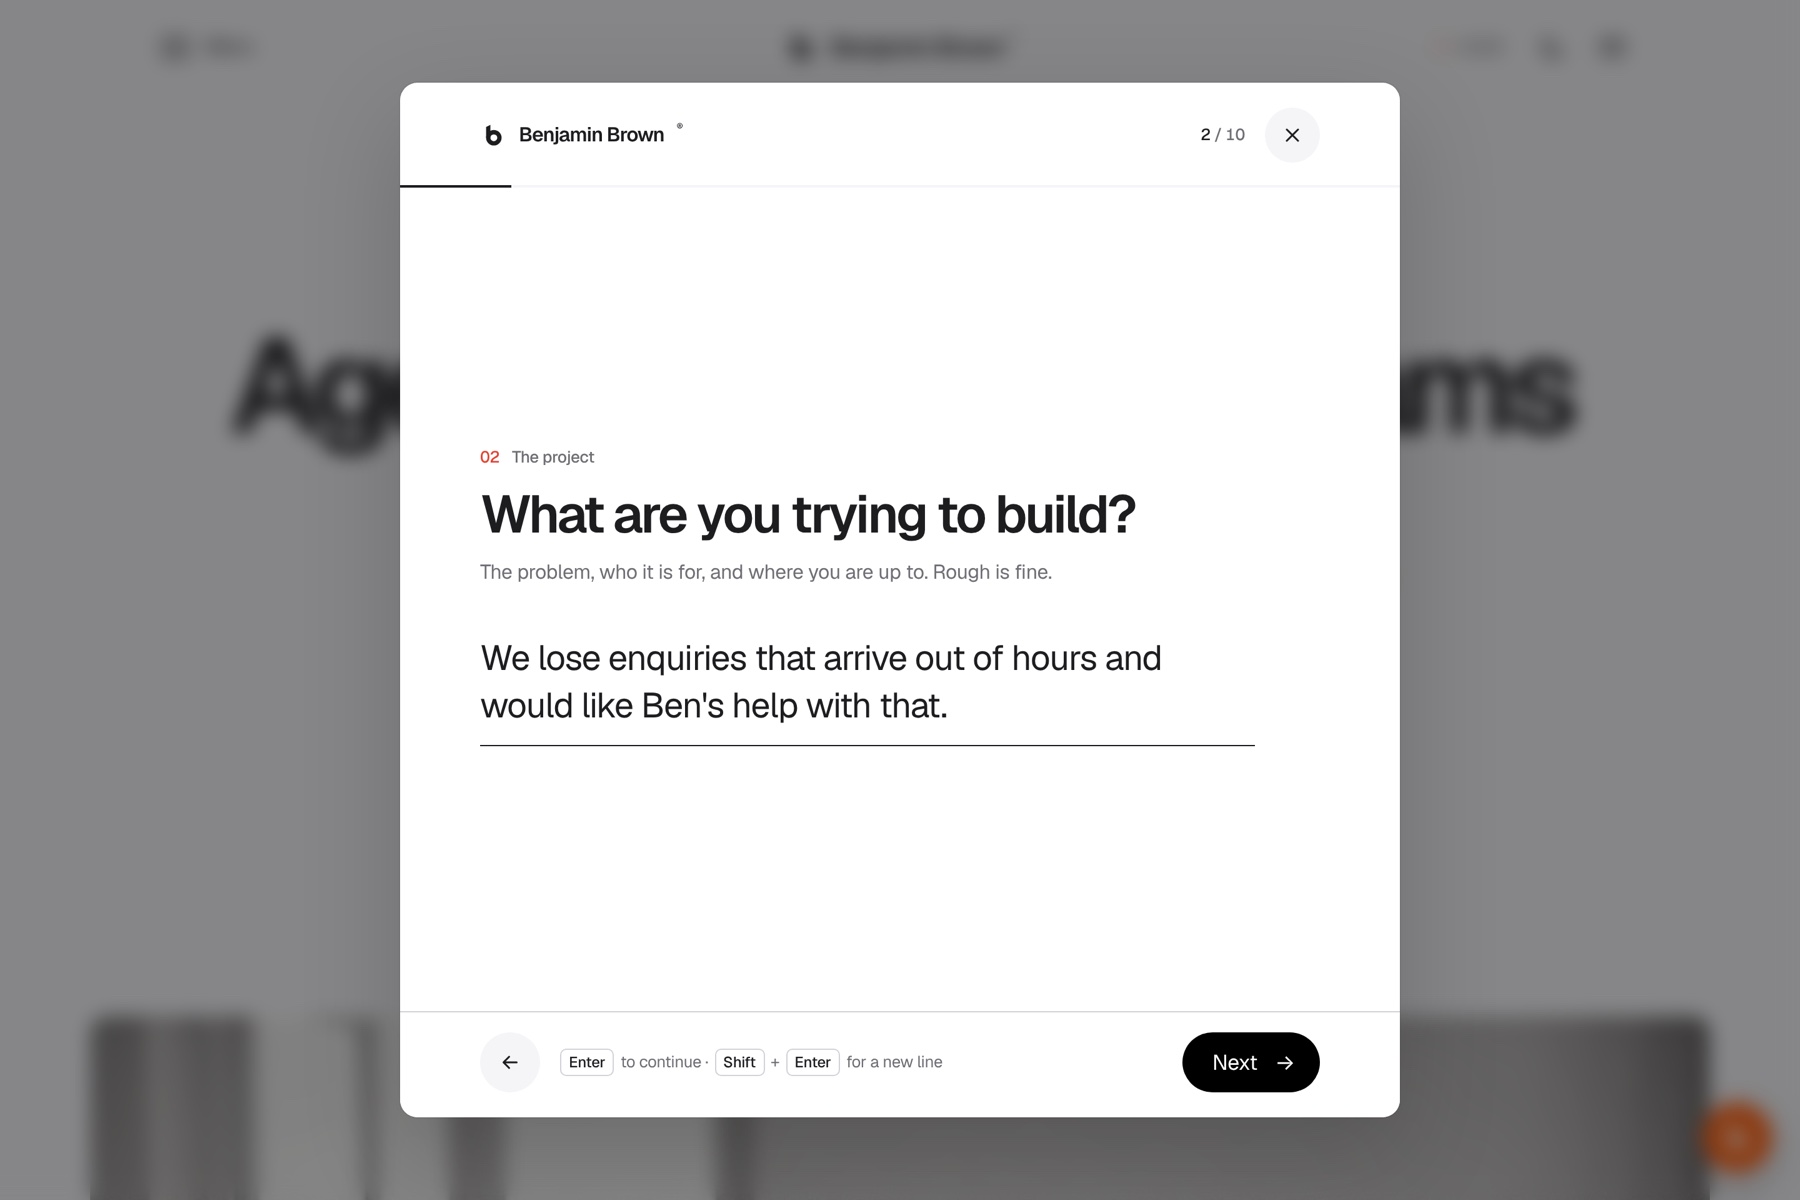 Benjamin Brown ®
2 / 10
02 The project
What are you trying to build?
The problem, who it is for, and where you are up to. Rough is fine.
We lose enquiries that arrive out of hours and
would like Ben's help with that.
Enter to continue · Shift + Enter for a new line
Next